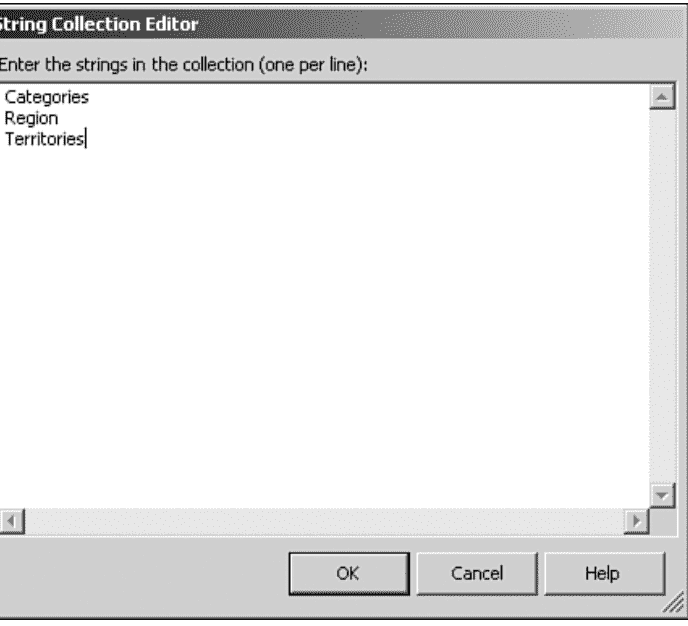 String Collection Editor
Enter the strings in the collection (one per line):
Categories
Region
Territories
OK Cancel Help